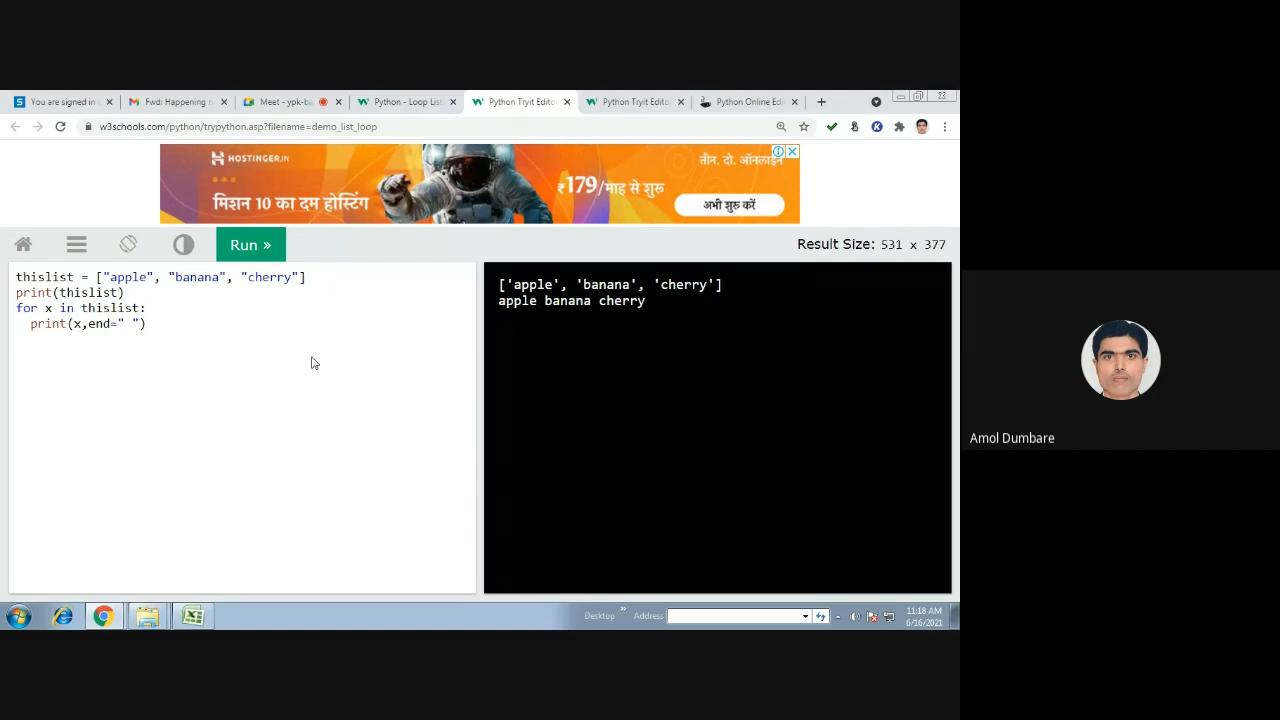 You are signed in
Fwd: Happening n
Meet - ypk-ba
Python - Loop List
Python Tryit Edito
Python Tryit Edito
Python Online Edi
w3schools.com/python/trypython.asp?filename=demo_list_loop
HOSTINGER.IN
मिशन 10 का दम होस्टिंग
₹179/माह से शुरू
तीन. दो. ऑनलाईन
अभी शुरू करें
Run »
Result Size: 531 x 377
thislist = ["apple", "banana", "cherry"]
print(thislist)
for x in thislist:
  print(x,end=" ")
['apple', 'banana', 'cherry']
apple banana cherry
Amol Dumbare
Desktop
Address
11:18 AM
6/16/2021